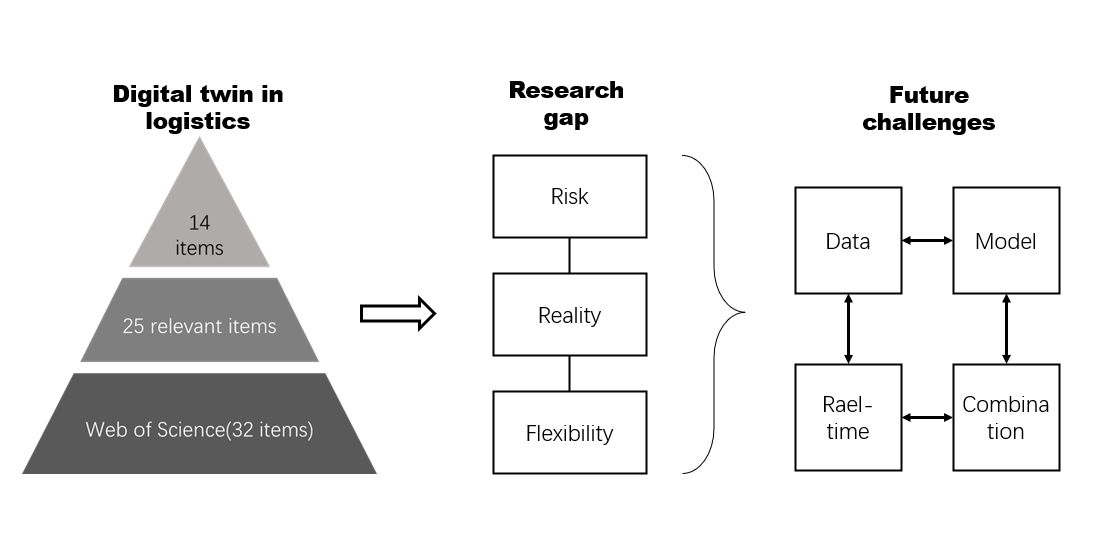 Digital twin in
logistics
14
items
25 relevant items
Web of Science(32 items)
Research
gap
Risk
Reality
Flexibility
Future
challenges
Data
Model
Rael-
time
Combina
tion